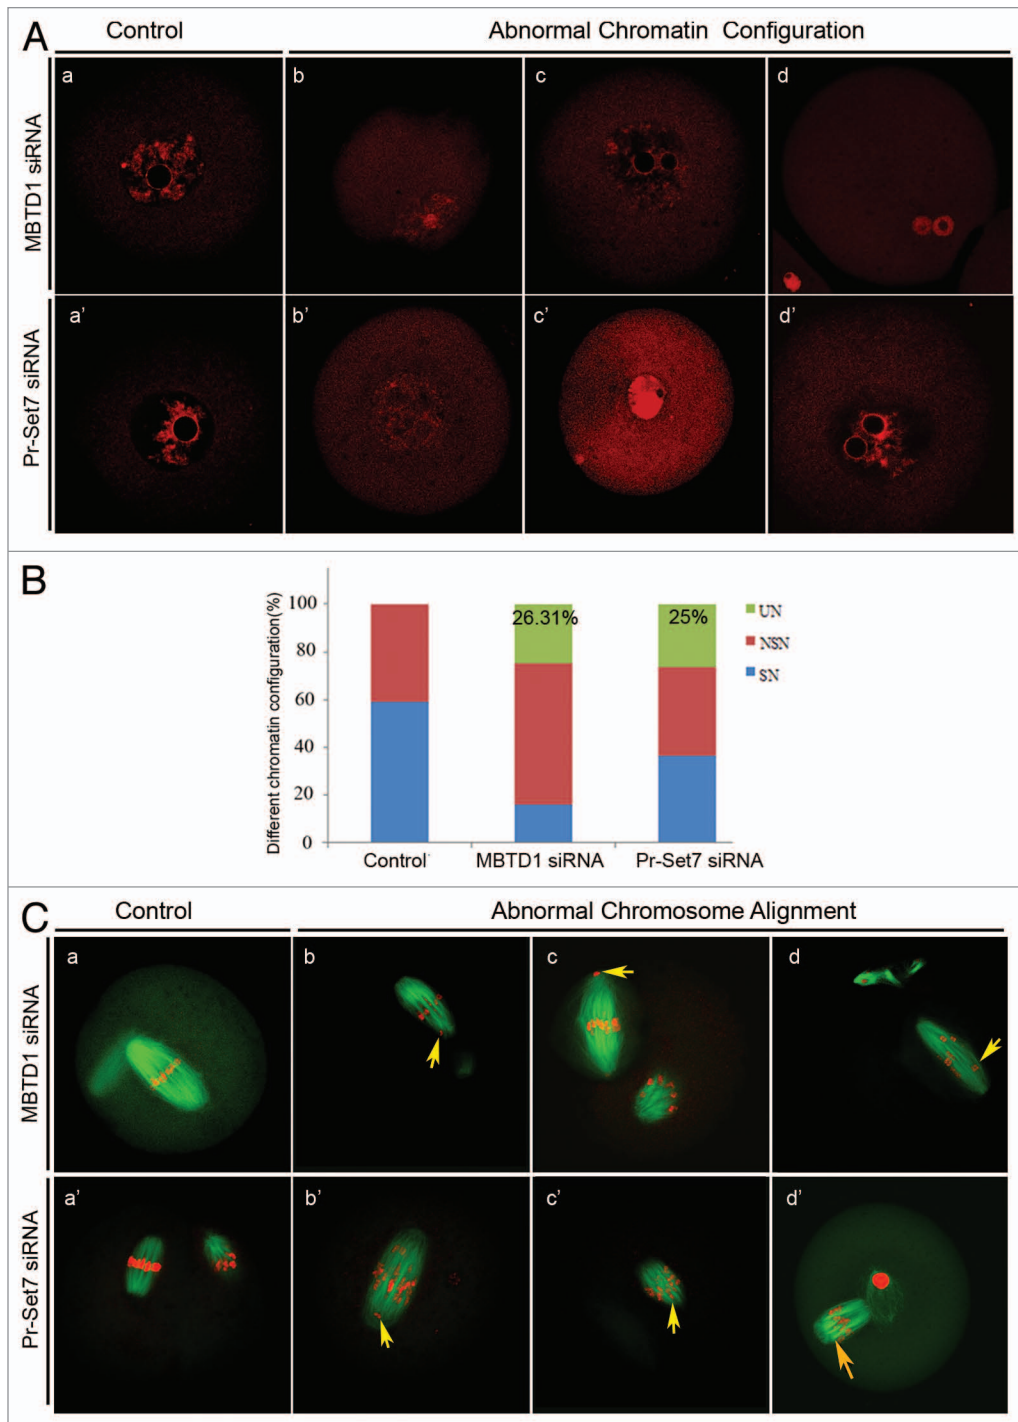 A
Control
Abnormal Chromatin Configuration
MBTD1 siRNA
a
b
c
d
Pr-Set7 siRNA
a'
b'
c'
d'
B
Different chromatin configuration(%)
100
80
60
40
20
0
26.31%
25%
UN
NSN
SN
Control
MBTD1 siRNA
Pr-Set7 siRNA
C
Control
Abnormal Chromosome Alignment
MBTD1 siRNA
a
b
c
d
Pr-Set7 siRNA
a'
b'
c'
d'